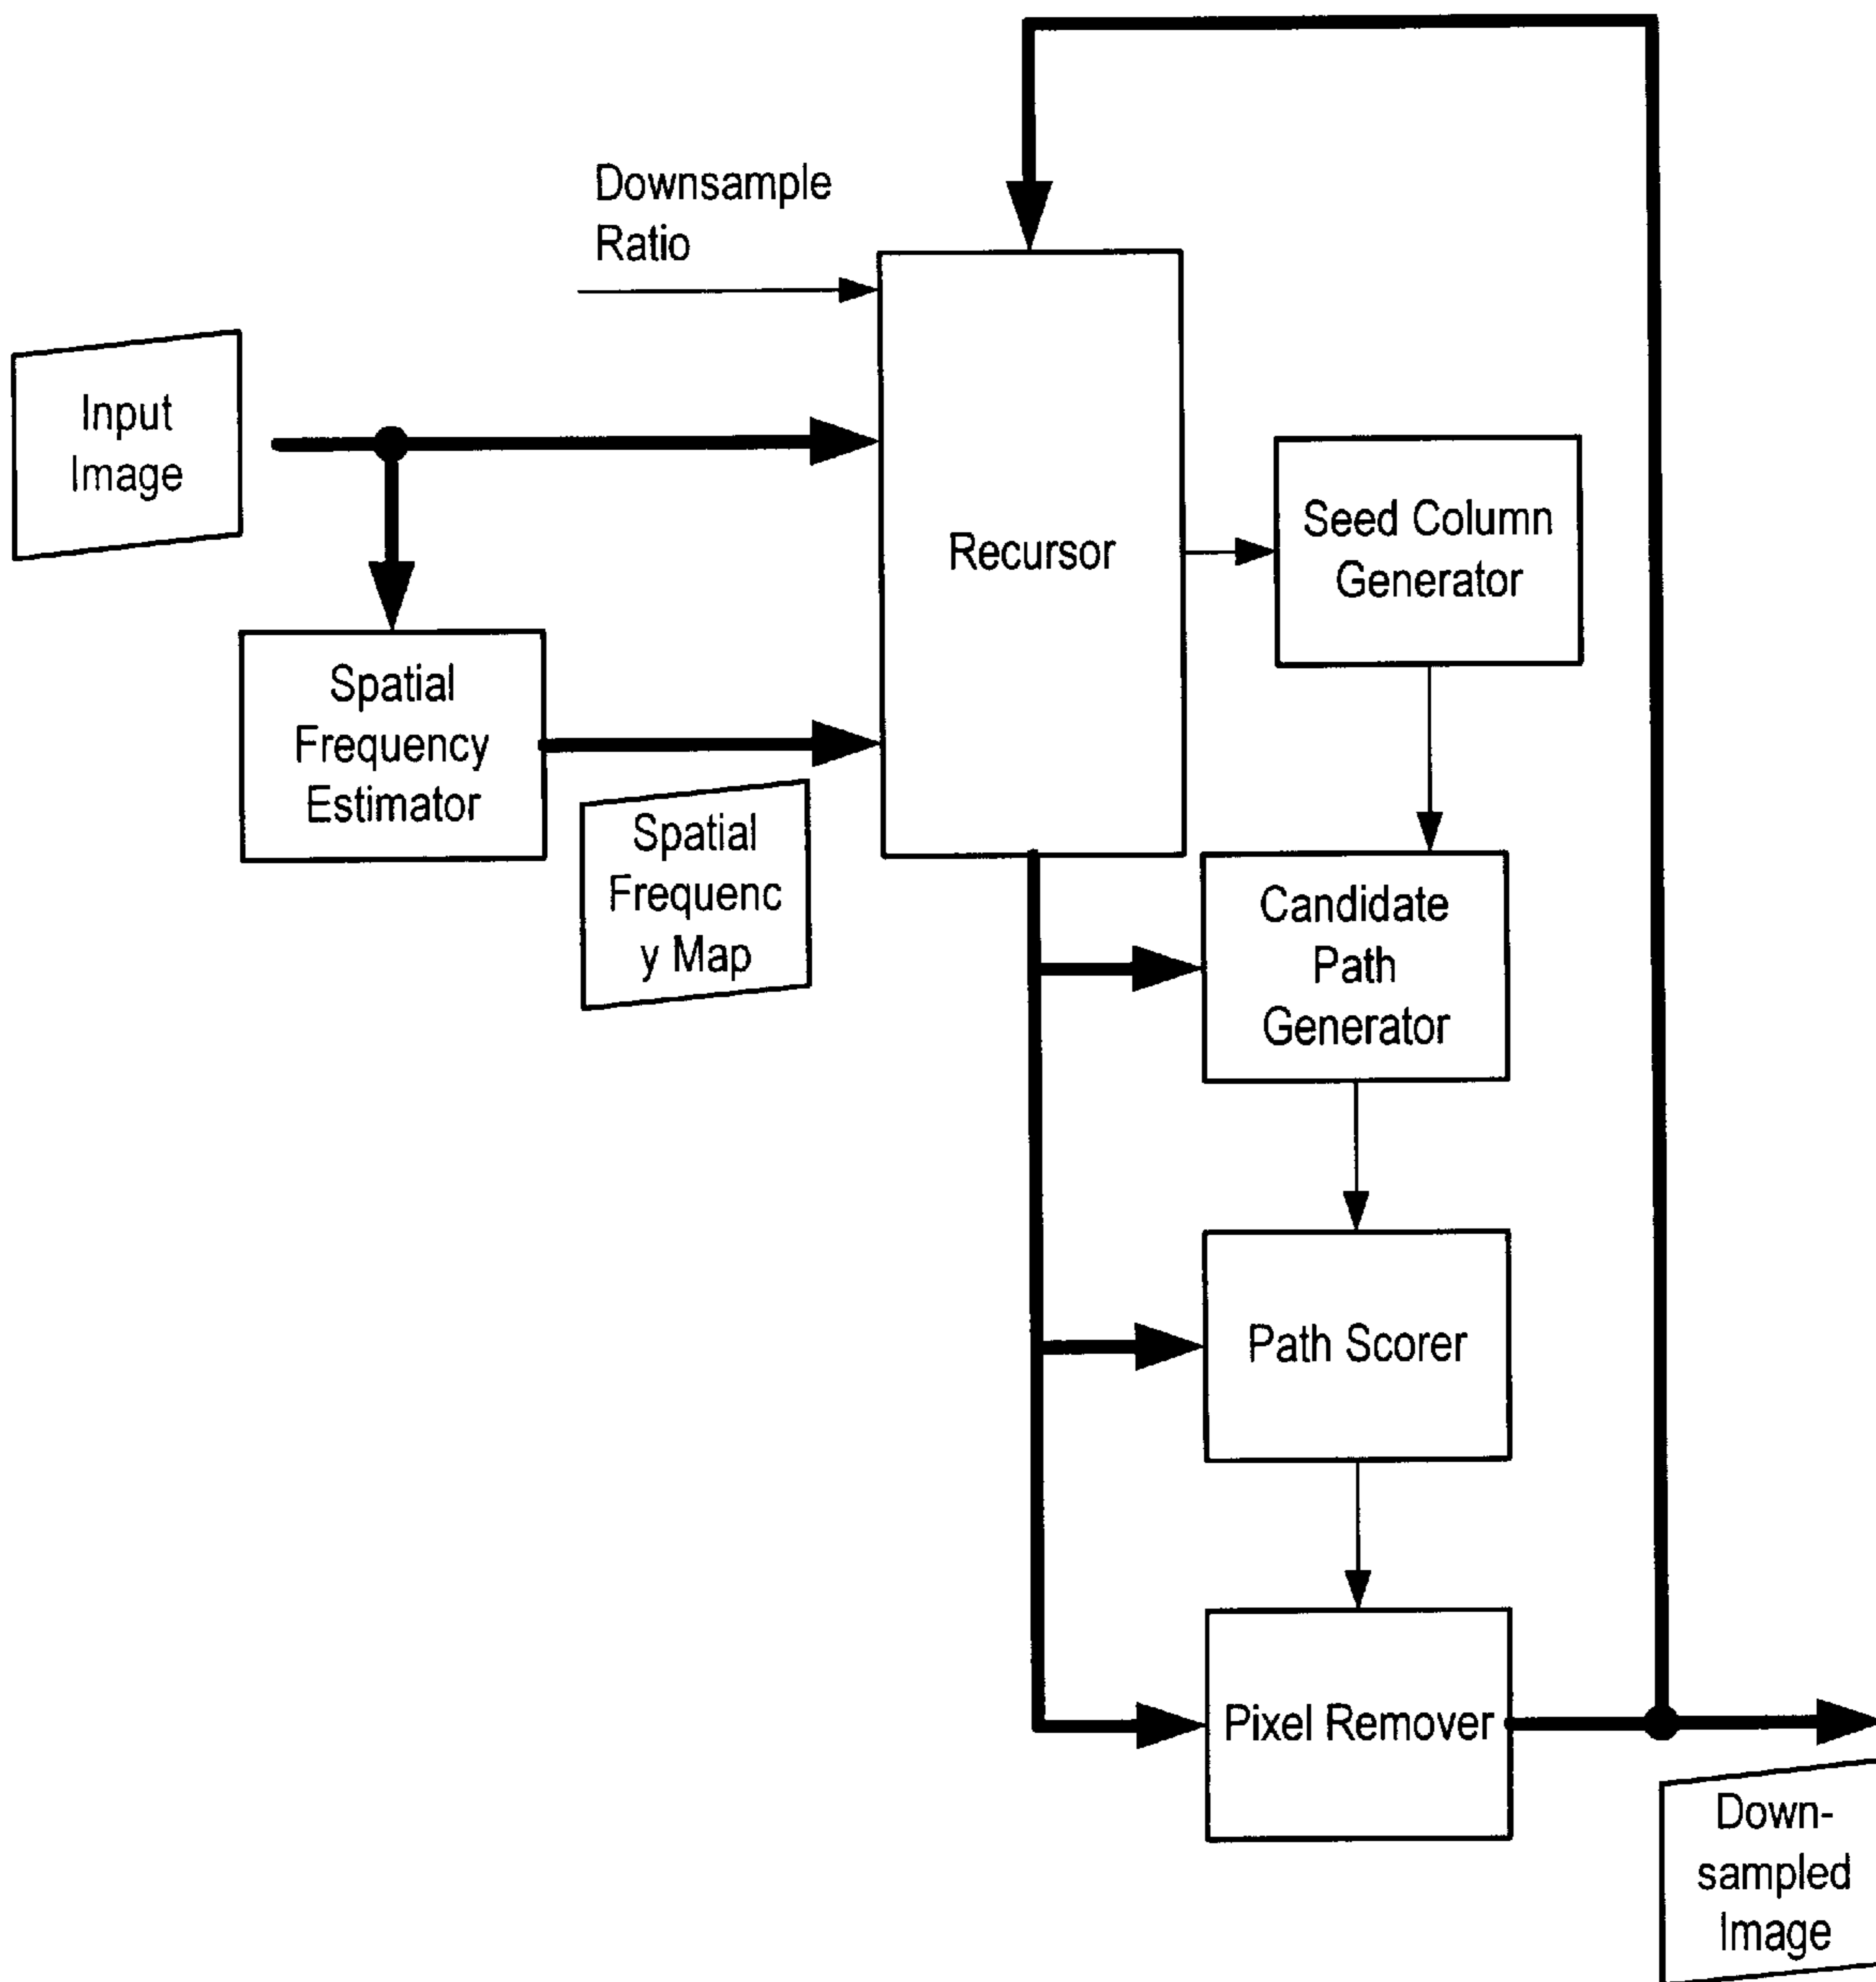 Downsample
Ratio
Input
Image
Recursor
Seed Column
Generator
Spatial
Frequency
Estimator
Spatial
Frequenc
y Map
Candidate
Path
Generator
Path Scorer
Pixel Remover
Down-
sampled
Image